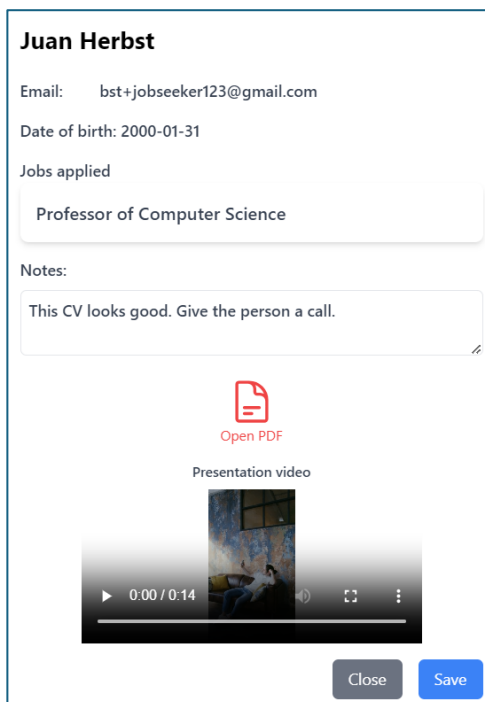 Juan Herbst
Email: bst+jobseeker123@gmail.com
Date of birth: 2000-01-31
Jobs applied
Professor of Computer Science
Notes:
This CV looks good. Give the person a call.
Open PDF
Presentation video
0:00 / 0:14
Close Save